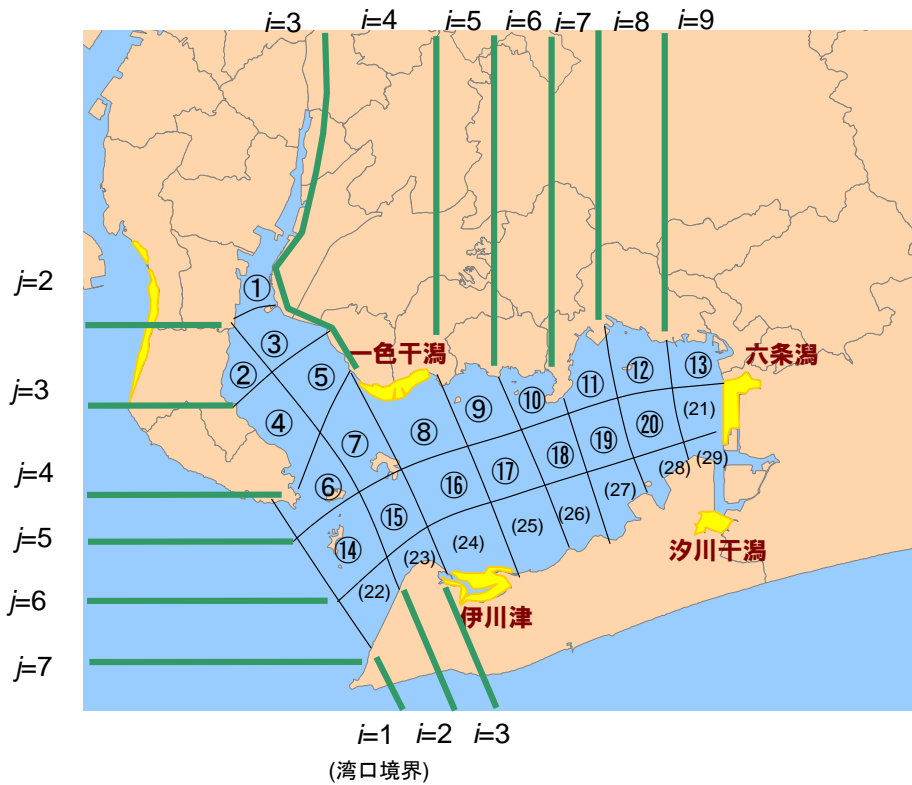 i=3 i=4 i=5 i=6 i=7 i=8 i=9
j=2
j=3
j=4
j=5
j=6
j=7
①
③
②
⑤
④
⑦
⑥
一色干潟
六条潟
⑧ ⑨ ⑩ ⑪ ⑫ ⑬
⑭ ⑮ ⑯ ⑰ ⑱ ⑲ ⑳ (21)
(22) (23) (24) (25) (26) (27) (28) (29)
汐川干潟
伊川津
i=1 i=2 i=3
(湾口境界)